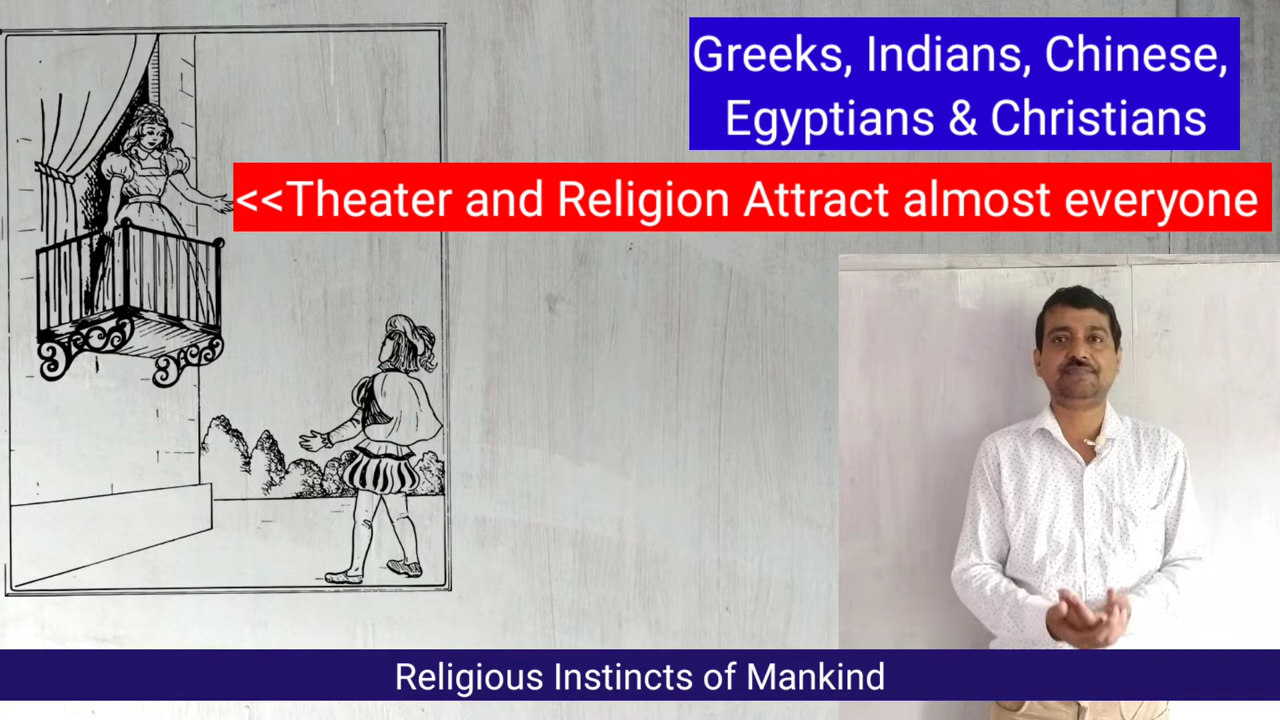 Greeks, Indians, Chinese,
Egyptians & Christians
<<Theater and Religion Attract almost everyone
Religious Instincts of Mankind